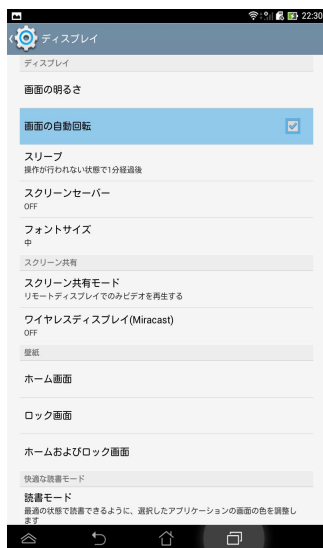 22:30
ディスプレイ
ディスプレイ
画面の明るさ
画面の自動回転
スリープ
操作が行われない状態で1分経過後
スクリーンセーバー
OFF
フォントサイズ
中
スクリーン共有
スクリーン共有モード
リモートディスプレイでのみビデオを再生する
ワイヤレスディスプレイ(Miracast)
OFF
壁紙
ホーム画面
ロック画面
ホームおよびロック画面
快適な読書モード
読書モード
最適の状態で読書できるように、選択したアプリケーションの画面の色を調整し
ます